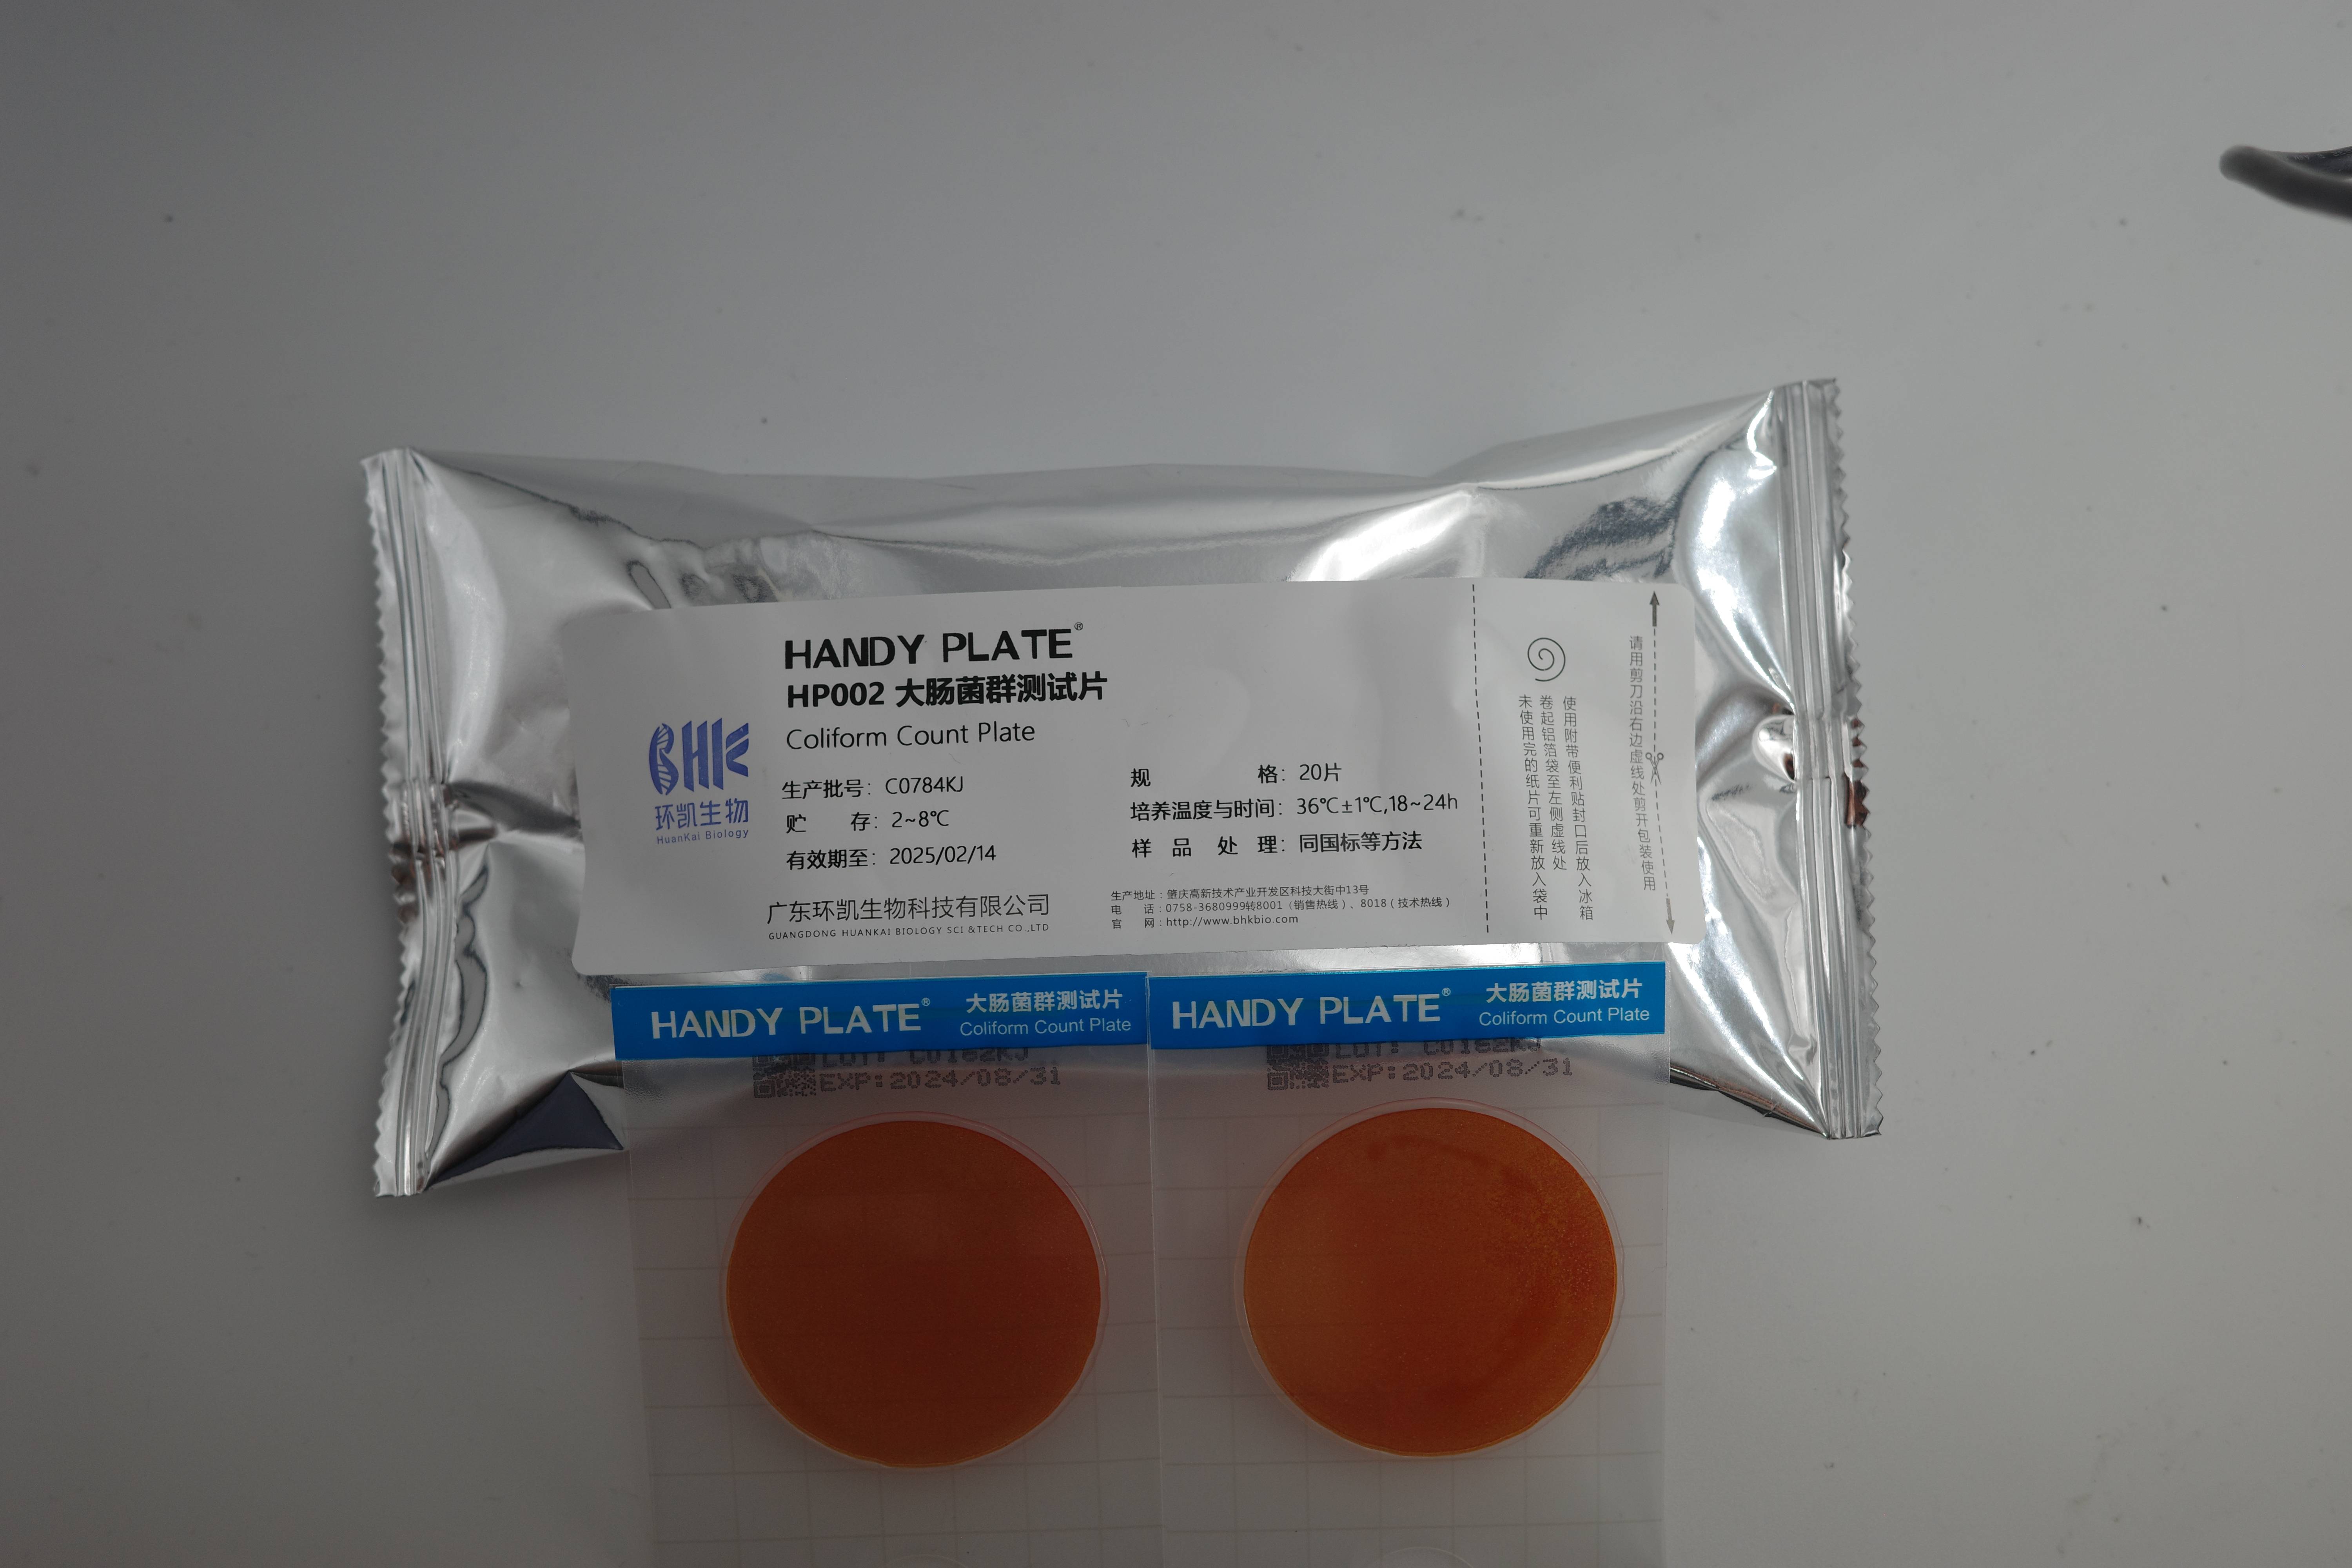 HANDY PLATE®
HP002 大肠菌群测试片
Coliform Count Plate
BHK
环凯生物
HuanKai Biology
生产批号：C0784KJ
贮 存：2~8℃
有效期至：2025/02/14
规 格：20片
培养温度与时间：36℃±1℃,18~24h
样 品 处 理：同国标等方法
广东环凯生物科技有限公司
GUANGDONG HUANKAI BIOLOGY SCI &TECH CO.,LTD
生产地址：肇庆高新技术产业开发区科技大街中13号
电 话：0758-3680999转8001（销售热线）、8018（技术热线）
官 网：http://www.bhkbio.com
未使用完的纸片可重新放入袋中
卷起铝箔袋至左侧虚线处
使用附带便利贴封口后放入冰箱
请用剪刀沿右边虚线处剪开包装使用
HANDY PLATE®
大肠菌群测试片
Coliform Count Plate
LOT: C0162KJ
EXP:2024/08/31
HANDY PLATE®
大肠菌群测试片
Coliform Count Plate
LOT: C0162KJ
EXP:2024/08/31